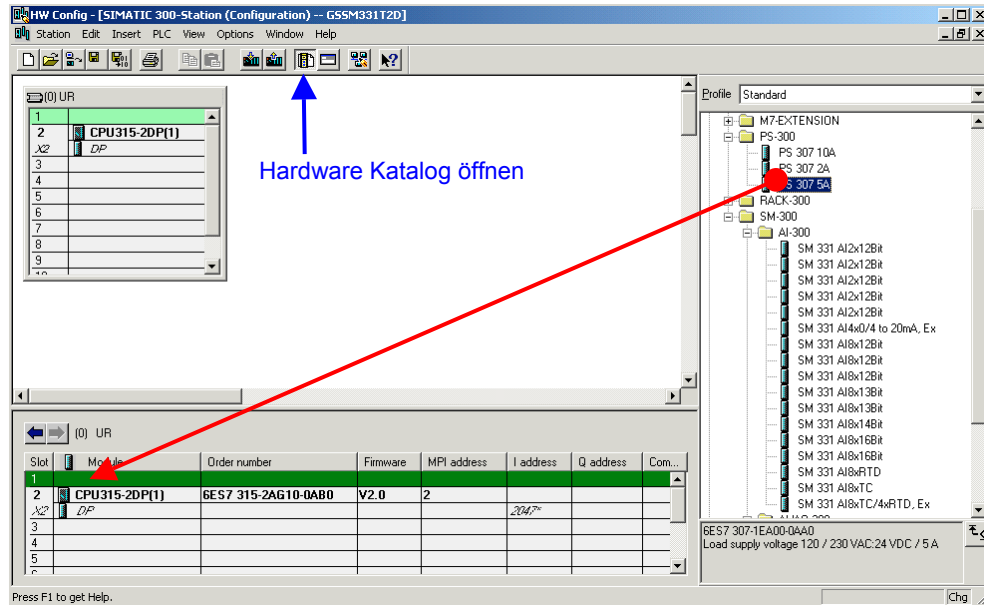 HW Config - [SIMATIC 300-Station (Configuration) -- GSSM331T2D]
Station Edit Insert PLC View Options Window Help
(0) UR
1
2 CPU315-2DP(1)
X2 DP
3
4
5
6
7
8
9
10
Hardware Katalog öffnen
Profile Standard
M7-EXTENSION
PS-300
PS 307 10A
PS 307 2A
PS 307 5A
RACK-300
SM-300
AI-300
SM 331 AI2x12Bit
SM 331 AI2x12Bit
SM 331 AI2x12Bit
SM 331 AI2x12Bit
SM 331 AI2x12Bit
SM 331 AI4x0/4 to 20mA, Ex
SM 331 AI8x12Bit
SM 331 AI8x12Bit
SM 331 AI8x12Bit
SM 331 AI8x13Bit
SM 331 AI8x13Bit
SM 331 AI8x14Bit
SM 331 AI8x16Bit
SM 331 AI8x16Bit
SM 331 AI8xRTD
SM 331 AI8xTC
SM 331 AI8xTC/4xRTD, Ex
6ES7 307-1EA00-0AA0
Load supply voltage 120 / 230 VAC:24 VDC / 5 A
(0) UR
Slot Module Order number Firmware MPI address I address Q address Com...
1
2 CPU315-2DP(1) 6ES7 315-2AG10-0AB0 V2.0 2
X2 DP 2047*
3
4
5
Press F1 to get Help.
Chg